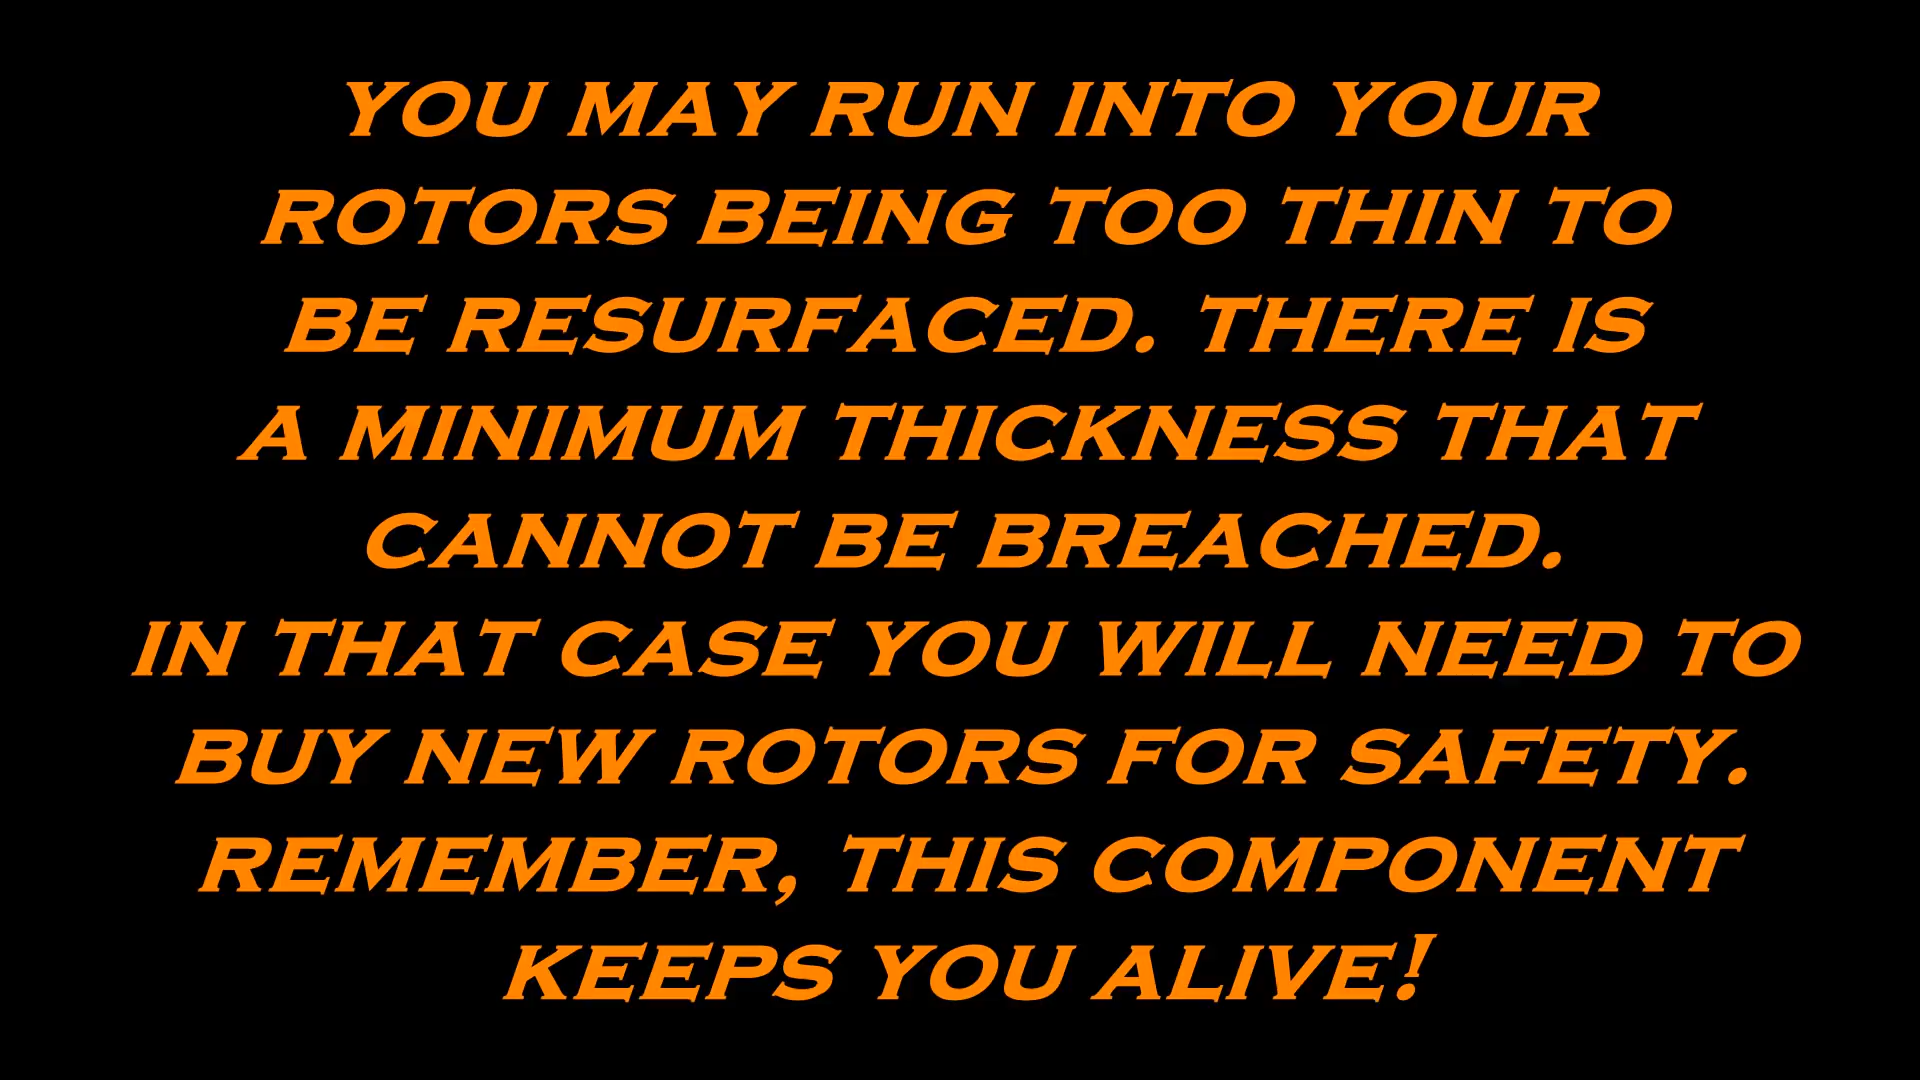 YOU MAY RUN INTO YOUR
ROTORS BEING TOO THIN TO
BE RESURFACED. THERE IS
A MINIMUM THICKNESS THAT
CANNOT BE BREACHED.
IN THAT CASE YOU WILL NEED TO
BUY NEW ROTORS FOR SAFETY.
REMEMBER, THIS COMPONENT
KEEPS YOU ALIVE!